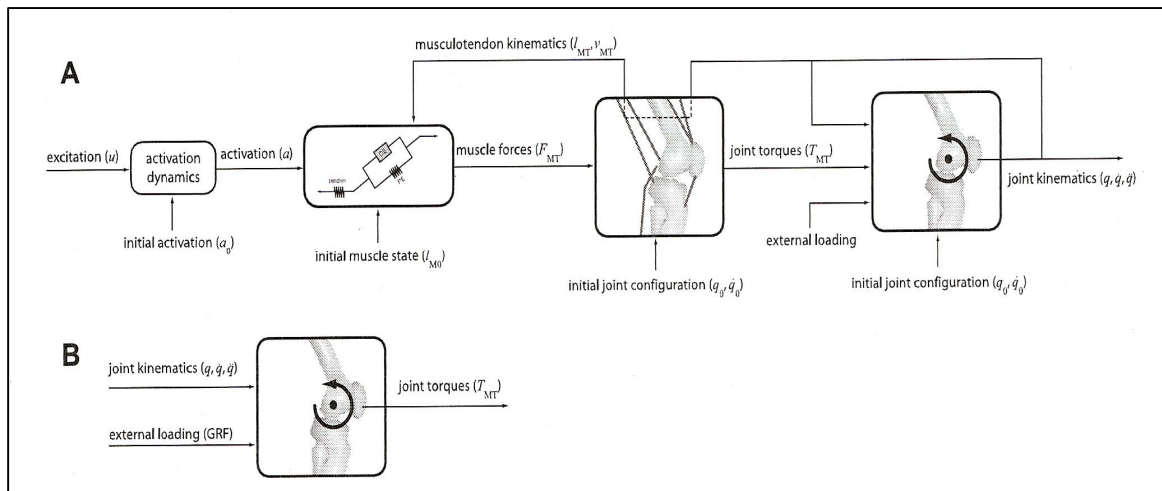 A
musculotendon kinematics (l_MT, v_MT)
excitation (u)
activation
dynamics
activation (a)
tendon
CE
PE
muscle forces (F_MT)
joint torques (T_MT)
joint kinematics (q, q̇, q̈)
external loading
initial activation (a_0)
initial muscle state (l_M0)
initial joint configuration (q_0, q̇_0)
initial joint configuration (q_0, q̇_0)
B
joint kinematics (q, q̇, q̈)
joint torques (T_MT)
external loading (GRF)